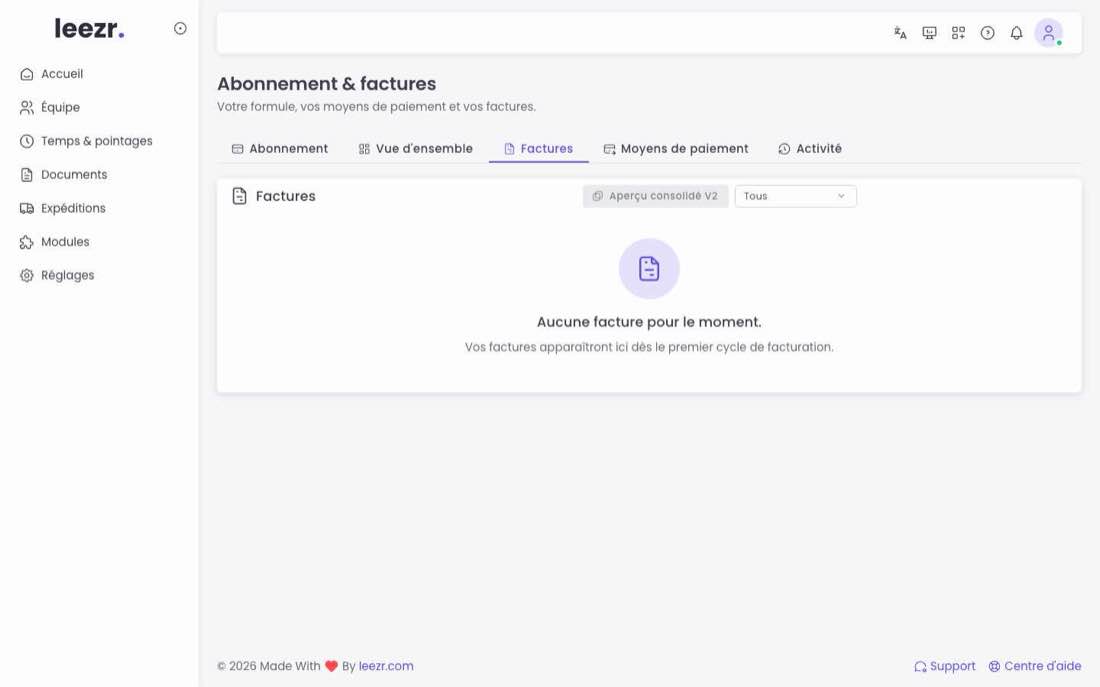 leezr.
Accueil
Équipe
Temps & pointages
Documents
Expéditions
Modules
Réglages
Abonnement & factures
Votre formule, vos moyens de paiement et vos factures.
Abonnement Vue d'ensemble Factures Moyens de paiement Activité
Factures Aperçu consolidé V2 Tous
Aucune facture pour le moment.
Vos factures apparaîtront ici dès le premier cycle de facturation.
© 2026 Made With ❤️ By leezr.com Support Centre d'aide